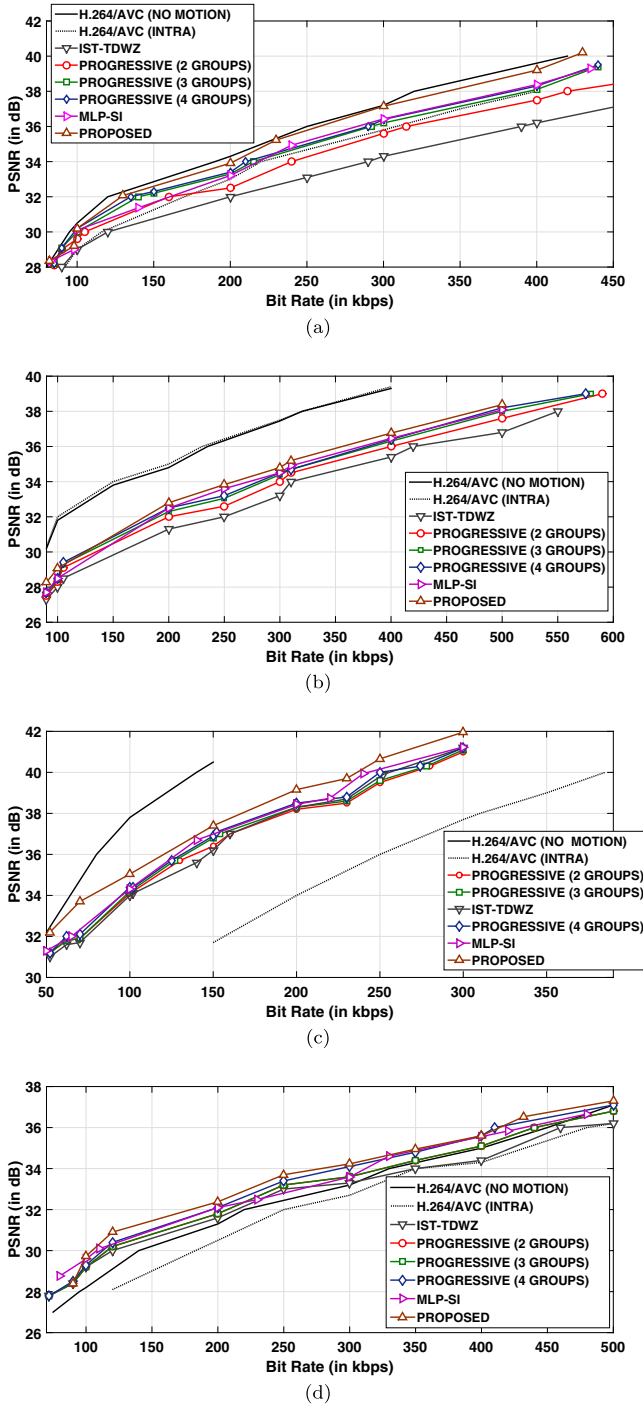 H.264/AVC (NO MOTION)
H.264/AVC (INTRA)
IST-TDWZ
PROGRESSIVE (2 GROUPS)
PROGRESSIVE (3 GROUPS)
PROGRESSIVE (4 GROUPS)
MLP-SI
PROPOSED
PSNR (in dB)
42
40
38
36
34
32
30
28
100 150 200 250 300 350 400 450
Bit Rate (in kbps)
(a)
PSNR (in dB)
40
38
36
34
32
30
28
26
H.264/AVC (NO MOTION)
H.264/AVC (INTRA)
IST-TDWZ
PROGRESSIVE (2 GROUPS)
PROGRESSIVE (3 GROUPS)
PROGRESSIVE (4 GROUPS)
MLP-SI
PROPOSED
100 150 200 250 300 350 400 450 500 550 600
Bit Rate (in kbps)
(b)
PSNR (in dB)
42
40
38
36
34
32
30
H.264/AVC (NO MOTION)
H.264/AVC (INTRA)
PROGRESSIVE (2 GROUPS)
PROGRESSIVE (3 GROUPS)
IST-TDWZ
PROGRESSIVE (4 GROUPS)
MLP-SI
PROPOSED
50 100 150 200 250 300 350
Bit Rate (in kbps)
(c)
PSNR (in dB)
38
36
34
32
30
28
26
H.264/AVC (NO MOTION)
H.264/AVC (INTRA)
IST-TDWZ
PROGRESSIVE (2 GROUPS)
PROGRESSIVE (3 GROUPS)
PROGRESSIVE (4 GROUPS)
MLP-SI
PROPOSED
100 150 200 250 300 350 400 450 500
Bit Rate (in kbps)
(d)